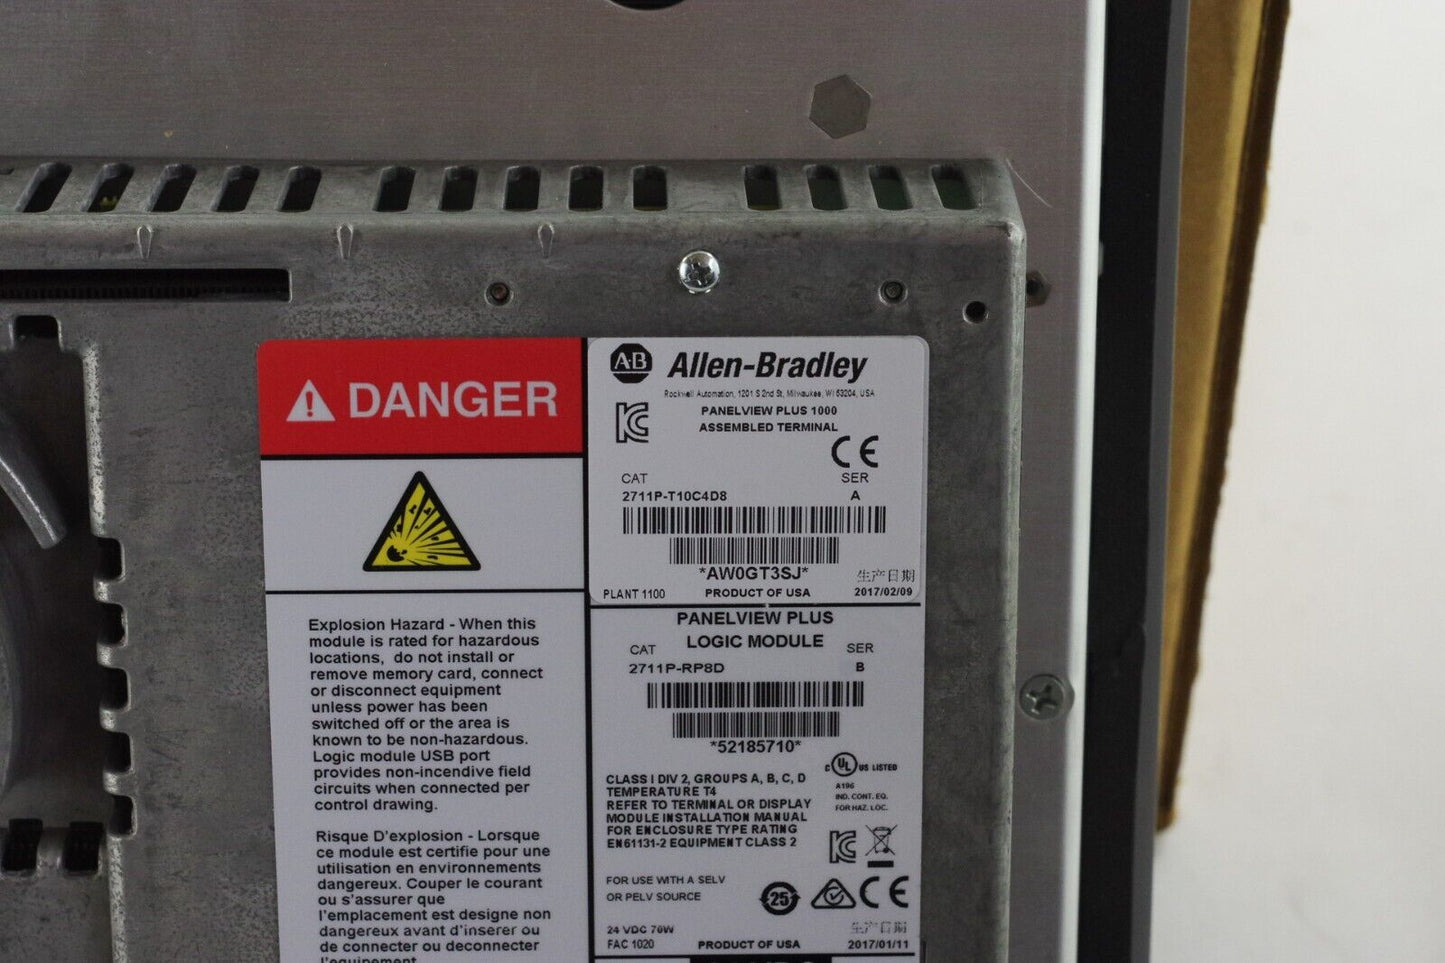 DANGER
Explosion Hazard - When this
module is rated for hazardous
locations, do not install or
remove memory card, connect
or disconnect equipment
unless power has been
switched off or the area is
known to be non-hazardous.
Logic module USB port
provides non-incendive field
circuits when connected per
control drawing.
Risque D'explosion - Lorsque
ce module est certifie pour une
utilisation en environnements
dangereux. Couper le courant
ou s'assurer que
l'emplacement est designe non
dangereux avant d'inserer ou
de connecter ou deconnecter
l'equipement.
A-B Allen-Bradley
Rockwell Automation, 1201 S 2nd St, Milwaukee, WI 53204, USA
PANELVIEW PLUS 1000
ASSEMBLED TERMINAL
CE
CAT SER
2711P-T10C4D8 A
*AW0GT3SJ* 生产日期
PLANT 1100 PRODUCT OF USA 2017/02/09
PANELVIEW PLUS
LOGIC MODULE
CAT SER
2711P-RP8D B
*52185710*
C UL US LISTED
A196
IND. CONT. EQ.
FOR HAZ. LOC.
CLASS I DIV 2, GROUPS A, B, C, D
TEMPERATURE T4
REFER TO TERMINAL OR DISPLAY
MODULE INSTALLATION MANUAL
FOR ENCLOSURE TYPE RATING
EN61131-2 EQUIPMENT CLASS 2
FOR USE WITH A SELV
OR PELV SOURCE
25 CE
24 VDC 70W 生产日期
FAC 1020 PRODUCT OF USA 2017/01/11